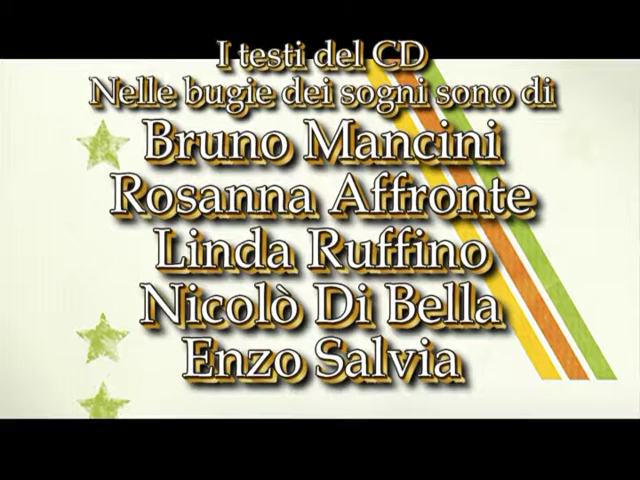 I testi del CD
Nelle bugie dei sogni sono di
Bruno Mancini
Rosanna Affronte
Linda Ruffino
Nicolò Di Bella
Enzo Salvia